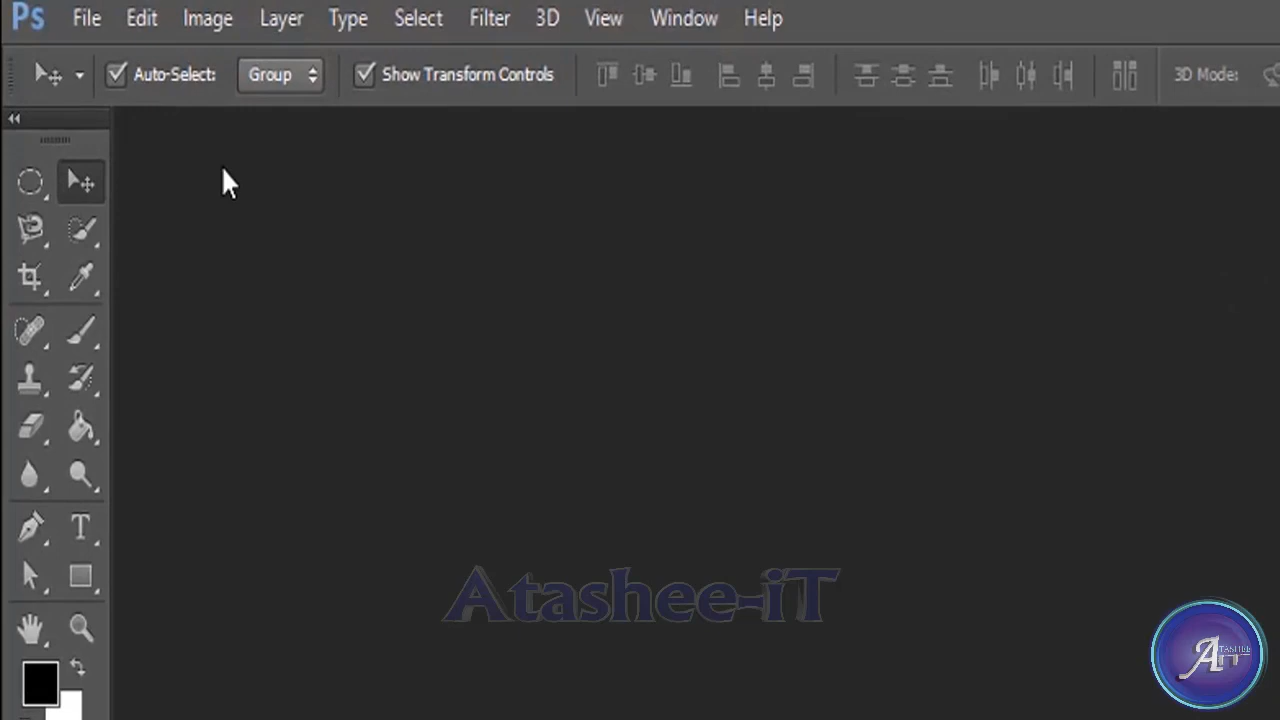 Ps File Edit Image Layer Type Select Filter 3D View Window Help
Auto-Select: Group Show Transform Controls 3D Mode:
T
Atashee-iT
ATASHEE